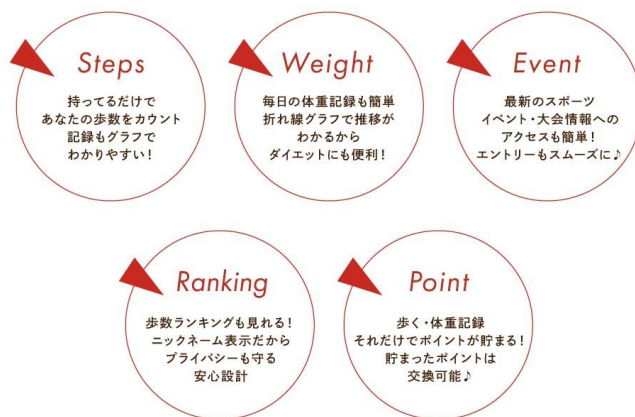 Steps
持ってるだけで
あなたの歩数をカウント
記録もグラフで
わかりやすい！
Weight
毎日の体重記録も簡単
折れ線グラフで推移が
わかるから
ダイエットにも便利！
Event
最新のスポーツ
イベント・大会情報への
アクセスも簡単！
エントリーもスムーズに♪
Ranking
歩数ランキングも見れる！
ニックネーム表示だから
プライバシーも守る
安心設計
Point
歩く・体重記録
それだけでポイントが貯まる！
貯まったポイントは
交換可能♪